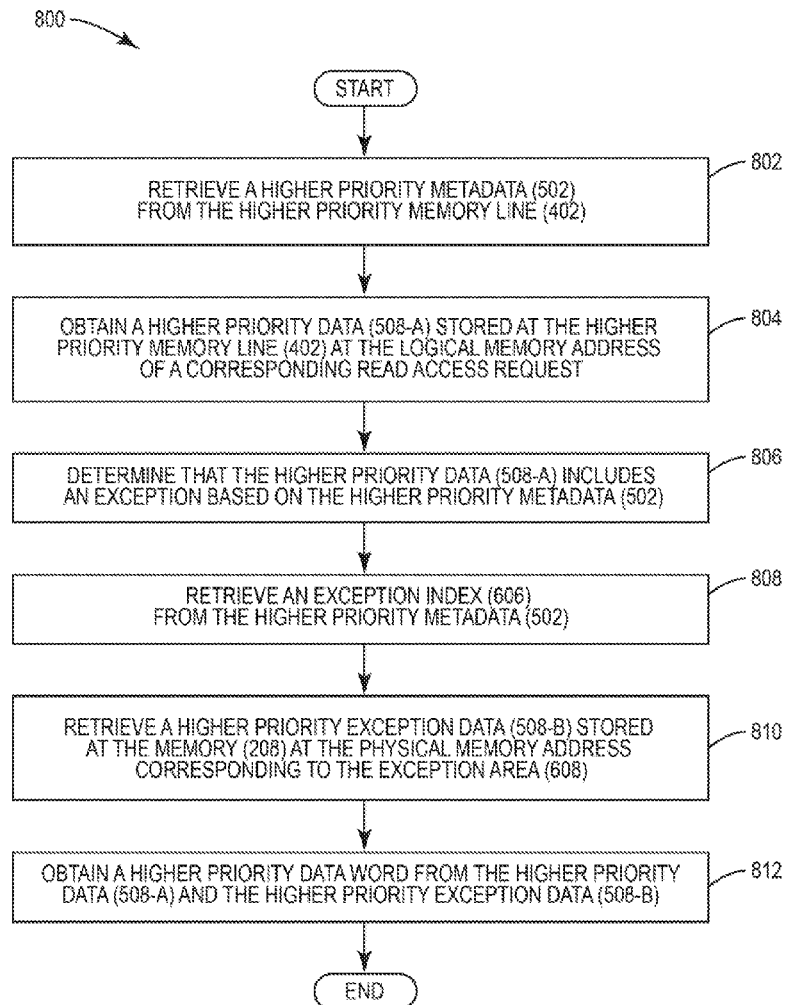 800
START
802
RETRIEVE A HIGHER PRIORITY METADATA (502)
FROM THE HIGHER PRIORITY MEMORY LINE (402)
804
OBTAIN A HIGHER PRIORITY DATA (508-A) STORED AT THE HIGHER
PRIORITY MEMORY LINE (402) AT THE LOGICAL MEMORY ADDRESS
OF A CORRESPONDING READ ACCESS REQUEST
806
DETERMINE THAT THE HIGHER PRIORITY DATA (508-A) INCLUDES
AN EXCEPTION BASED ON THE HIGHER PRIORITY METADATA (502)
808
RETRIEVE AN EXCEPTION INDEX (606)
FROM THE HIGHER PRIORITY METADATA (502)
810
RETRIEVE A HIGHER PRIORITY EXCEPTION DATA (508-B) STORED
AT THE MEMORY (208) AT THE PHYSICAL MEMORY ADDRESS
CORRESPONDING TO THE EXCEPTION AREA (608)
812
OBTAIN A HIGHER PRIORITY DATA WORD FROM THE HIGHER PRIORITY
DATA (508-A) AND THE HIGHER PRIORITY EXCEPTION DATA (508-B)
END